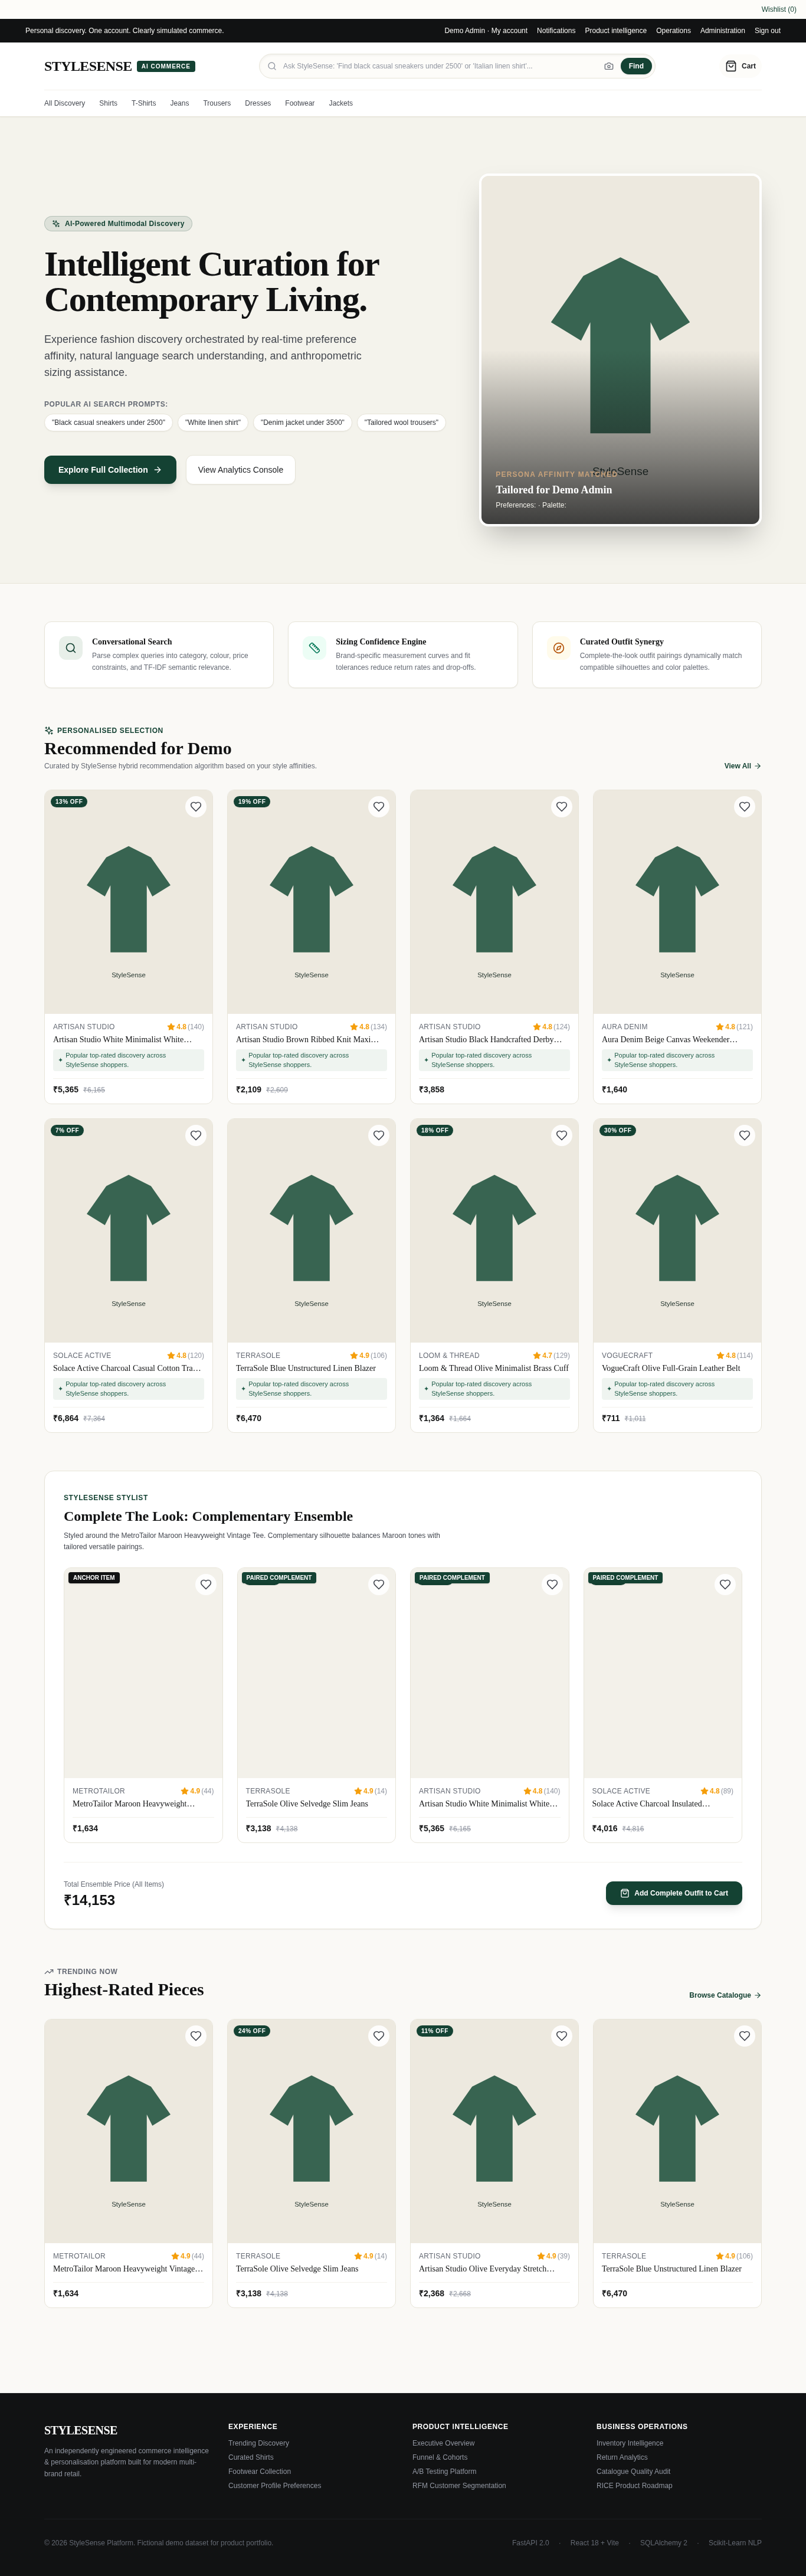 Wishlist (0)
Personal discovery. One account. Clearly simulated commerce.
Demo Admin · My account Notifications Product intelligence Operations Administration Sign out
STYLESENSE AI COMMERCE
Ask StyleSense: 'Find black casual sneakers under 2500' or 'Italian linen shirt'...
Find
Cart
All Discovery Shirts T-Shirts Jeans Trousers Dresses Footwear Jackets
AI-Powered Multimodal Discovery
Intelligent Curation for
Contemporary Living.
Experience fashion discovery orchestrated by real-time preference
affinity, natural language search understanding, and anthropometric
sizing assistance.
POPULAR AI SEARCH PROMPTS:
"Black casual sneakers under 2500" "White linen shirt" "Denim jacket under 3500" "Tailored wool trousers"
Explore Full Collection
View Analytics Console
StyleSense
PERSONA AFFINITY MATCHED
Tailored for Demo Admin
Preferences: · Palette:
Conversational Search
Parse complex queries into category, colour, price
constraints, and TF-IDF semantic relevance.
Sizing Confidence Engine
Brand-specific measurement curves and fit
tolerances reduce return rates and drop-offs.
Curated Outfit Synergy
Complete-the-look outfit pairings dynamically match
compatible silhouettes and color palettes.
PERSONALISED SELECTION
Recommended for Demo
Curated by StyleSense hybrid recommendation algorithm based on your style affinities.
View All
13% OFF
StyleSense
ARTISAN STUDIO 4.8 (140)
Artisan Studio White Minimalist White…
Popular top-rated discovery across
StyleSense shoppers.
₹5,365 ₹6,165
19% OFF
StyleSense
ARTISAN STUDIO 4.8 (134)
Artisan Studio Brown Ribbed Knit Maxi…
Popular top-rated discovery across
StyleSense shoppers.
₹2,109 ₹2,609
StyleSense
ARTISAN STUDIO 4.8 (124)
Artisan Studio Black Handcrafted Derby…
Popular top-rated discovery across
StyleSense shoppers.
₹3,858
StyleSense
AURA DENIM 4.8 (121)
Aura Denim Beige Canvas Weekender…
Popular top-rated discovery across
StyleSense shoppers.
₹1,640
7% OFF
StyleSense
SOLACE ACTIVE 4.8 (120)
Solace Active Charcoal Casual Cotton Tra…
Popular top-rated discovery across
StyleSense shoppers.
₹6,864 ₹7,364
StyleSense
TERRASOLE 4.9 (106)
TerraSole Blue Unstructured Linen Blazer
Popular top-rated discovery across
StyleSense shoppers.
₹6,470
18% OFF
StyleSense
LOOM & THREAD 4.7 (129)
Loom & Thread Olive Minimalist Brass Cuff
Popular top-rated discovery across
StyleSense shoppers.
₹1,364 ₹1,664
30% OFF
StyleSense
VOGUECRAFT 4.8 (114)
VogueCraft Olive Full-Grain Leather Belt
Popular top-rated discovery across
StyleSense shoppers.
₹711 ₹1,011
STYLESENSE STYLIST
Complete The Look: Complementary Ensemble
Styled around the MetroTailor Maroon Heavyweight Vintage Tee. Complementary silhouette balances Maroon tones with
tailored versatile pairings.
ANCHOR ITEM
METROTAILOR 4.9 (44)
MetroTailor Maroon Heavyweight…
₹1,634
PAIRED COMPLEMENT
TERRASOLE 4.9 (14)
TerraSole Olive Selvedge Slim Jeans
₹3,138 ₹4,138
PAIRED COMPLEMENT
ARTISAN STUDIO 4.8 (140)
Artisan Studio White Minimalist White…
₹5,365 ₹6,165
PAIRED COMPLEMENT
SOLACE ACTIVE 4.8 (89)
Solace Active Charcoal Insulated…
₹4,016 ₹4,816
Total Ensemble Price (All Items)
₹14,153
Add Complete Outfit to Cart
TRENDING NOW
Highest-Rated Pieces
Browse Catalogue
StyleSense
METROTAILOR 4.9 (44)
MetroTailor Maroon Heavyweight Vintage…
₹1,634
24% OFF
StyleSense
TERRASOLE 4.9 (14)
TerraSole Olive Selvedge Slim Jeans
₹3,138 ₹4,138
11% OFF
StyleSense
ARTISAN STUDIO 4.9 (39)
Artisan Studio Olive Everyday Stretch…
₹2,368 ₹2,668
StyleSense
TERRASOLE 4.9 (106)
TerraSole Blue Unstructured Linen Blazer
₹6,470
STYLESENSE
An independently engineered commerce intelligence
& personalisation platform built for modern multi-
brand retail.
EXPERIENCE
Trending Discovery
Curated Shirts
Footwear Collection
Customer Profile Preferences
PRODUCT INTELLIGENCE
Executive Overview
Funnel & Cohorts
A/B Testing Platform
RFM Customer Segmentation
BUSINESS OPERATIONS
Inventory Intelligence
Return Analytics
Catalogue Quality Audit
RICE Product Roadmap
© 2026 StyleSense Platform. Fictional demo dataset for product portfolio.
FastAPI 2.0 · React 18 + Vite · SQLAlchemy 2 · Scikit-Learn NLP